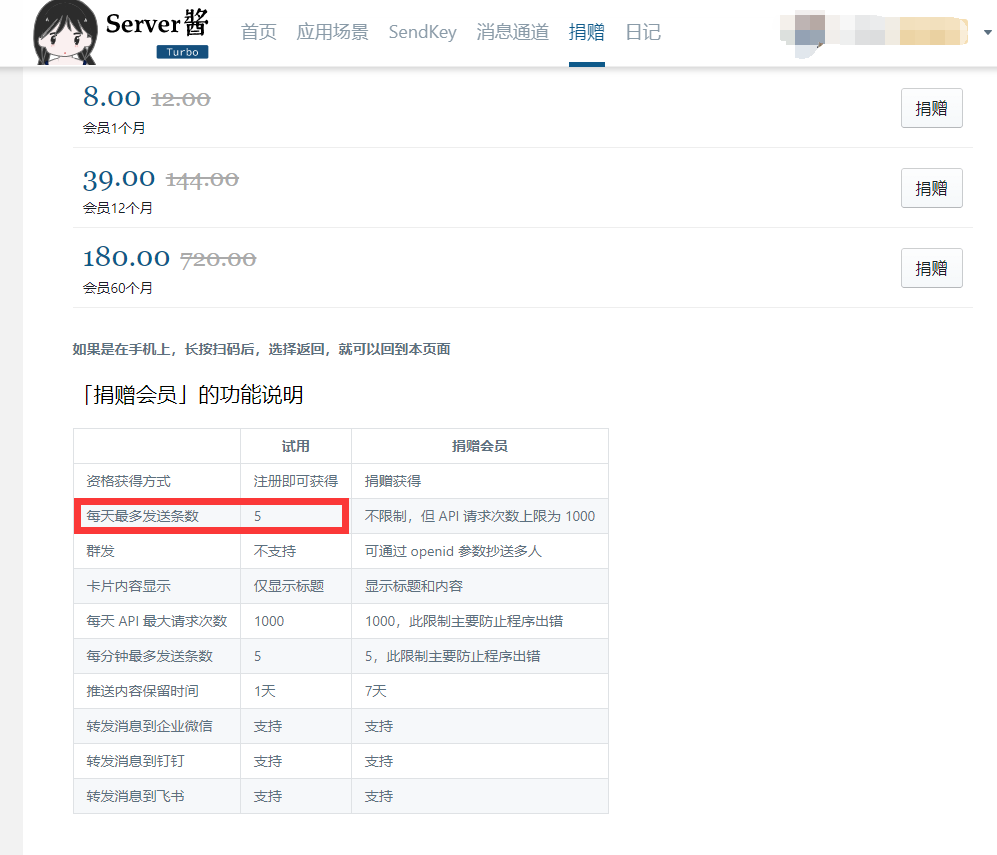 Server酱
Turbo
首页 应用场景 SendKey 消息通道 捐赠 日记
8.00 12.00
会员1个月
捐赠
39.00 144.00
会员12个月
捐赠
180.00 720.00
会员60个月
捐赠
如果是在手机上，长按扫码后，选择返回，就可以回到本页面
「捐赠会员」的功能说明
试用 捐赠会员
资格获得方式 注册即可获得 捐赠获得
每天最多发送条数 5 不限制，但 API 请求次数上限为 1000
群发 不支持 可通过 openid 参数抄送多人
卡片内容显示 仅显示标题 显示标题和内容
每天 API 最大请求次数 1000 1000，此限制主要防止程序出错
每分钟最多发送条数 5 5，此限制主要防止程序出错
推送内容保留时间 1天 7天
转发消息到企业微信 支持 支持
转发消息到钉钉 支持 支持
转发消息到飞书 支持 支持